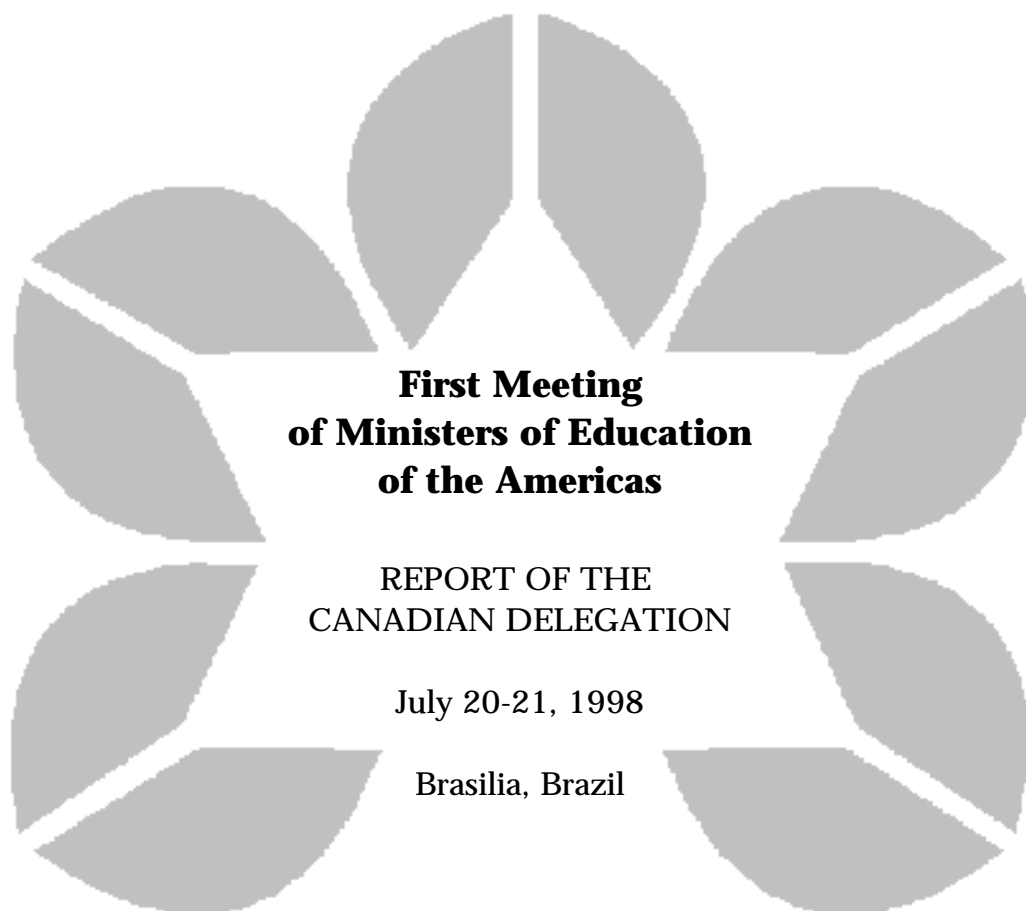 First Meeting
of Ministers of Education
of the Americas
REPORT OF THE
CANADIAN DELEGATION
July 20-21, 1998
Brasilia, Brazil